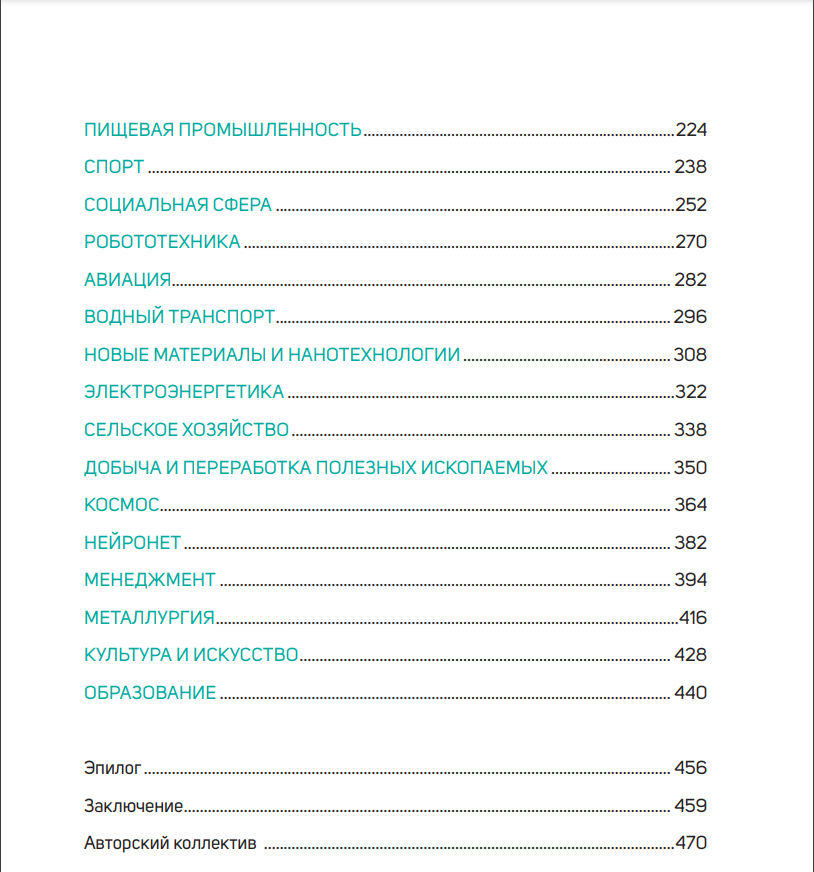 ПИЩЕВАЯ ПРОМЫШЛЕННОСТЬ........................................................................224
СПОРТ ........................................................................ 238
СОЦИАЛЬНАЯ СФЕРА ........................................................................252
РОБОТОТЕХНИКА ........................................................................270
АВИАЦИЯ........................................................................ 282
ВОДНЫЙ ТРАНСПОРТ........................................................................ 296
НОВЫЕ МАТЕРИАЛЫ И НАНОТЕХНОЛОГИИ ........................................................................ 308
ЭЛЕКТРОЭНЕРГЕТИКА ........................................................................322
СЕЛЬСКОЕ ХОЗЯЙСТВО ........................................................................ 338
ДОБЫЧА И ПЕРЕРАБОТКА ПОЛЕЗНЫХ ИСКОПАЕМЫХ ........................................................................ 350
КОСМОС........................................................................ 364
НЕЙРОНЕТ ........................................................................ 382
МЕНЕДЖМЕНТ ........................................................................ 394
МЕТАЛЛУРГИЯ........................................................................416
КУЛЬТУРА И ИСКУССТВО........................................................................ 428
ОБРАЗОВАНИЕ ........................................................................ 440
Эпилог........................................................................ 456
Заключение........................................................................ 459
Авторский коллектив ........................................................................470